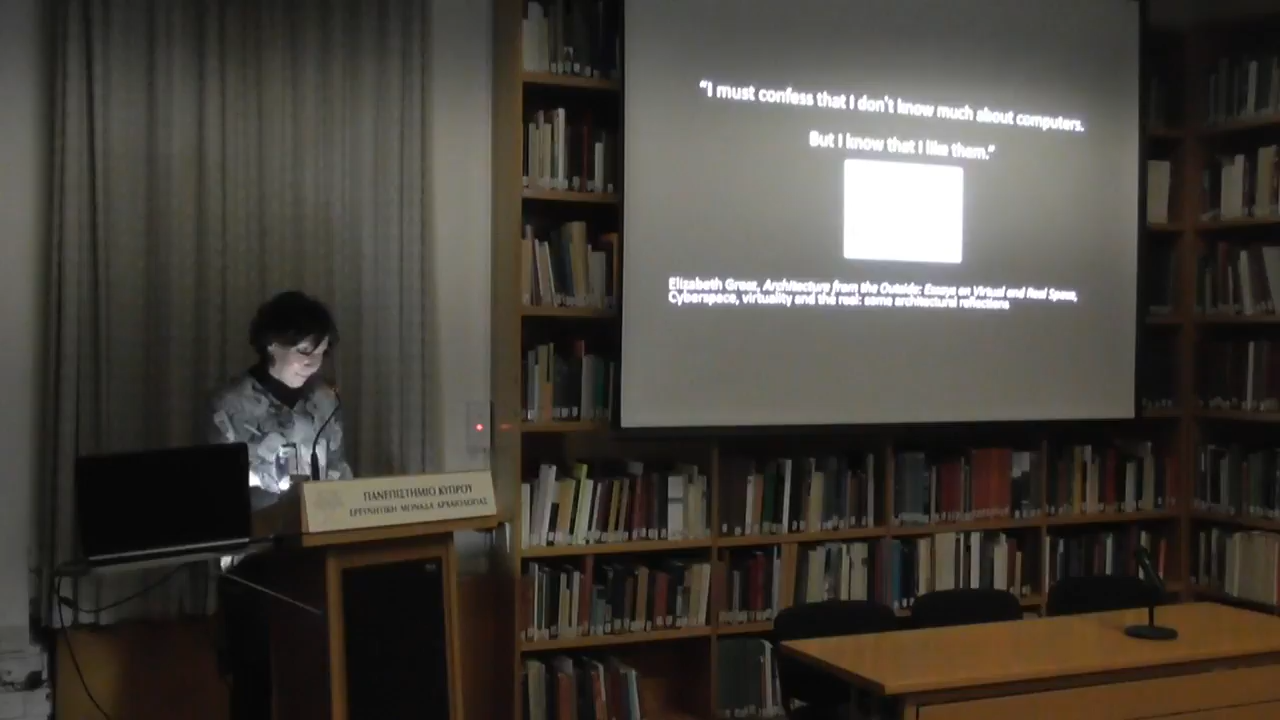 "I must confess that I don't know much about computers.
But I know that I like them."
Elizabeth Grosz, Architecture from the Outside: Essays on Virtual and Real Space,
Cyberspace, virtuality and the real: some architectural reflections
ΠΑΝΕΠΙΣΤΗΜΙΟ ΚΥΠΡΟΥ
ΕΡΕΥΝΗΤΙΚΗ ΜΟΝΑΔΑ ΑΡΧΑΙΟΛΟΓΙΑΣ